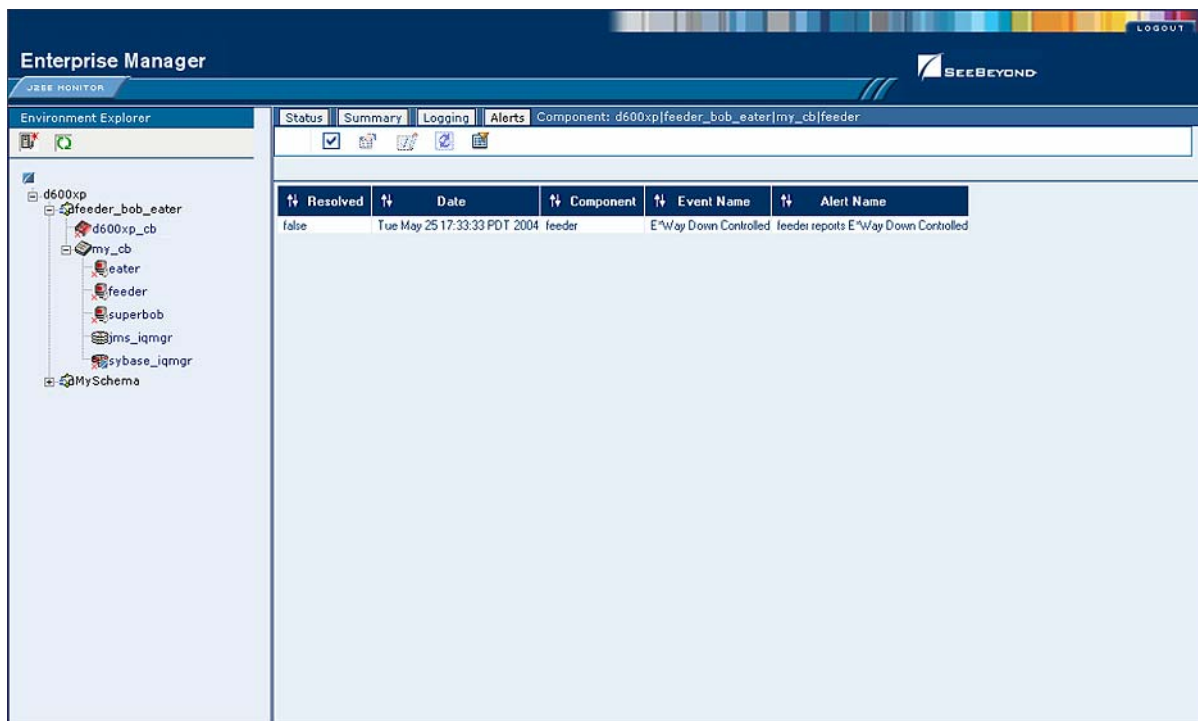 LOGOUT
Enterprise Manager
SEEBEYOND
J2EE MONITOR
Environment Explorer
Status Summary Logging Alerts Component: d600xp|feeder_bob_eater|my_cb|feeder
d600xp
feeder_bob_eater
d600xp_cb
my_cb
eater
feeder
superbob
jms_iqmgr
sybase_iqmgr
MySchema
Resolved Date Component Event Name Alert Name
false Tue May 25 17:33:33 PDT 2004 feeder E*Way Down Controlled feeder reports E*Way Down Controlled